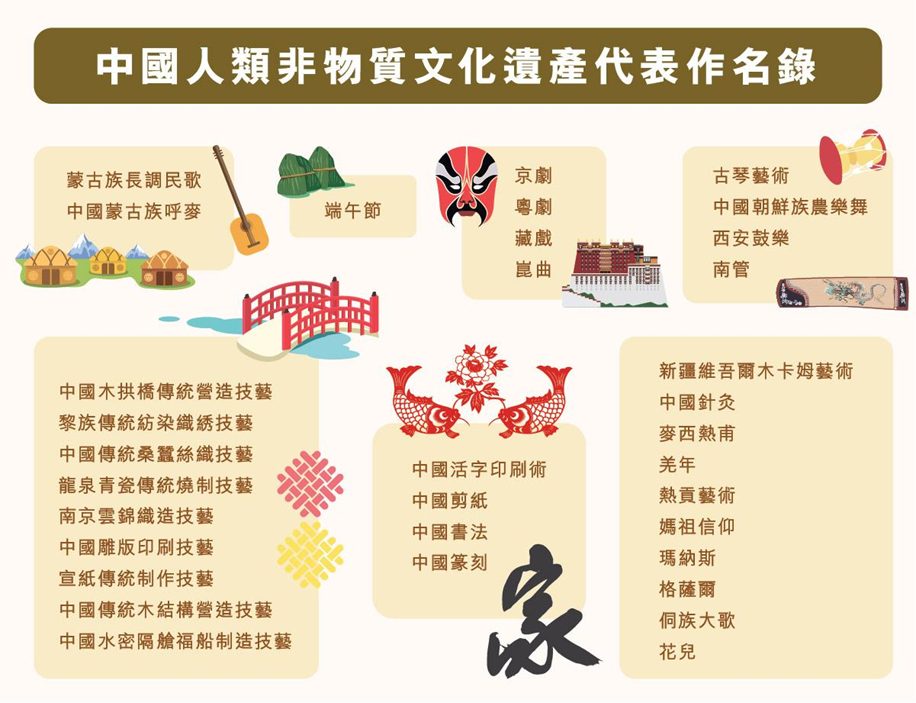 中國人類非物質文化遺產代表作名錄
蒙古族長調民歌
中國蒙古族呼麥
端午節
京劇
粵劇
藏戲
崑曲
古琴藝術
中國朝鮮族農樂舞
西安鼓樂
南管
中國木拱橋傳統營造技藝
黎族傳統紡染織綉技藝
中國傳統桑蠶絲織技藝
龍泉青瓷傳統燒制技藝
南京雲錦織造技藝
中國雕版印刷技藝
宣紙傳統制作技藝
中國傳統木結構營造技藝
中國水密隔艙福船制造技藝
中國活字印刷術
中國剪紙
中國書法
中國篆刻
家
新疆維吾爾木卡姆藝術
中國針灸
麥西熱甫
羌年
熱貢藝術
媽祖信仰
瑪納斯
格薩爾
侗族大歌
花兒